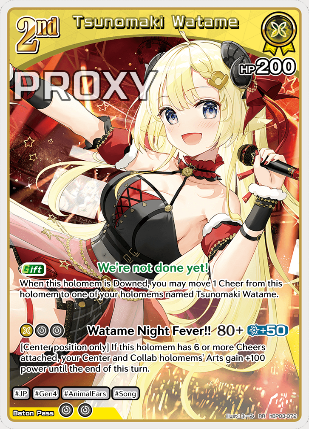 2nd
Tsunomaki Watame
HP200
PROXY
Gift
We're not done yet!
When this holomem is Downed, you may move 1 Cheer from this
holomem to one of your holomems named Tsunomaki Watame.
Watame Night Fever!! 80+ +50
[Center position only] If this holomem has 6 or more Cheers
attached, your Center and Collab holomems' Arts gain +100
power until the end of this turn.
#JP #Gen4 #AnimalEars #Song
Baton Pass